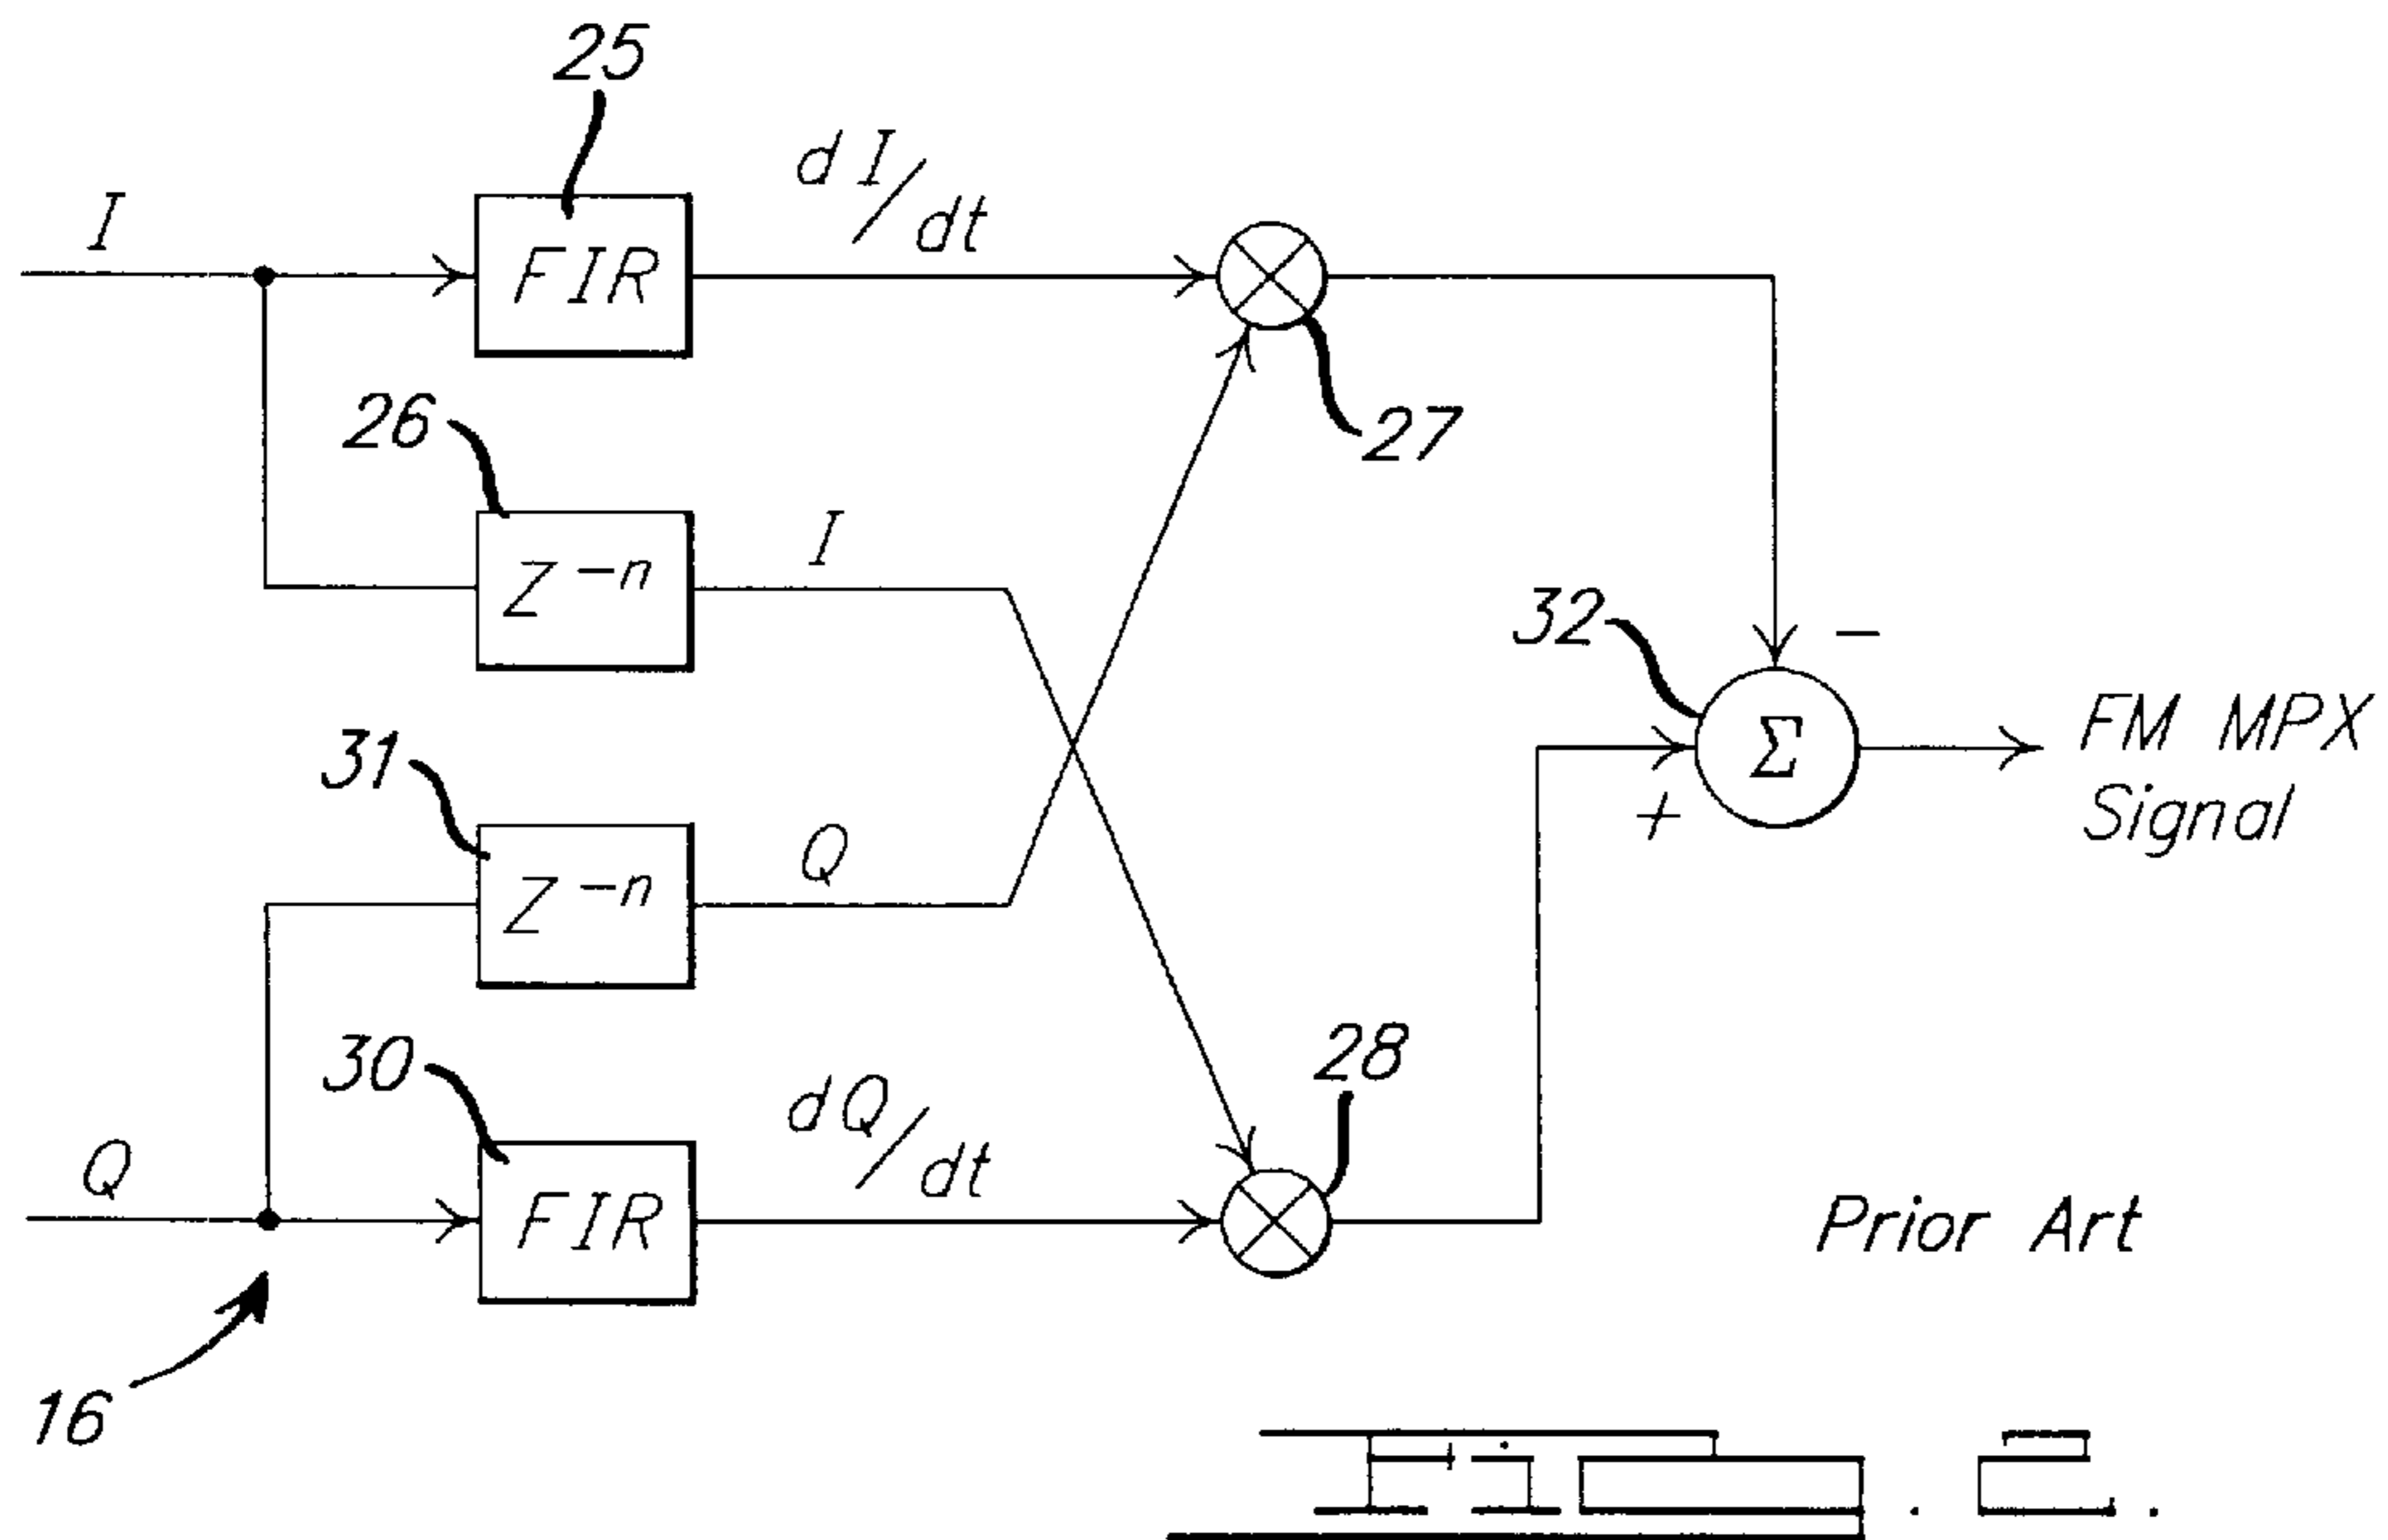 25
dI/dt
I
FIR
26
27
I
Z⁻ⁿ
32
−
FM MPX
Signal
Σ
+
31
Q
Z⁻ⁿ
30
28
dQ/dt
Q
FIR
Prior Art
16
Fig. 2.